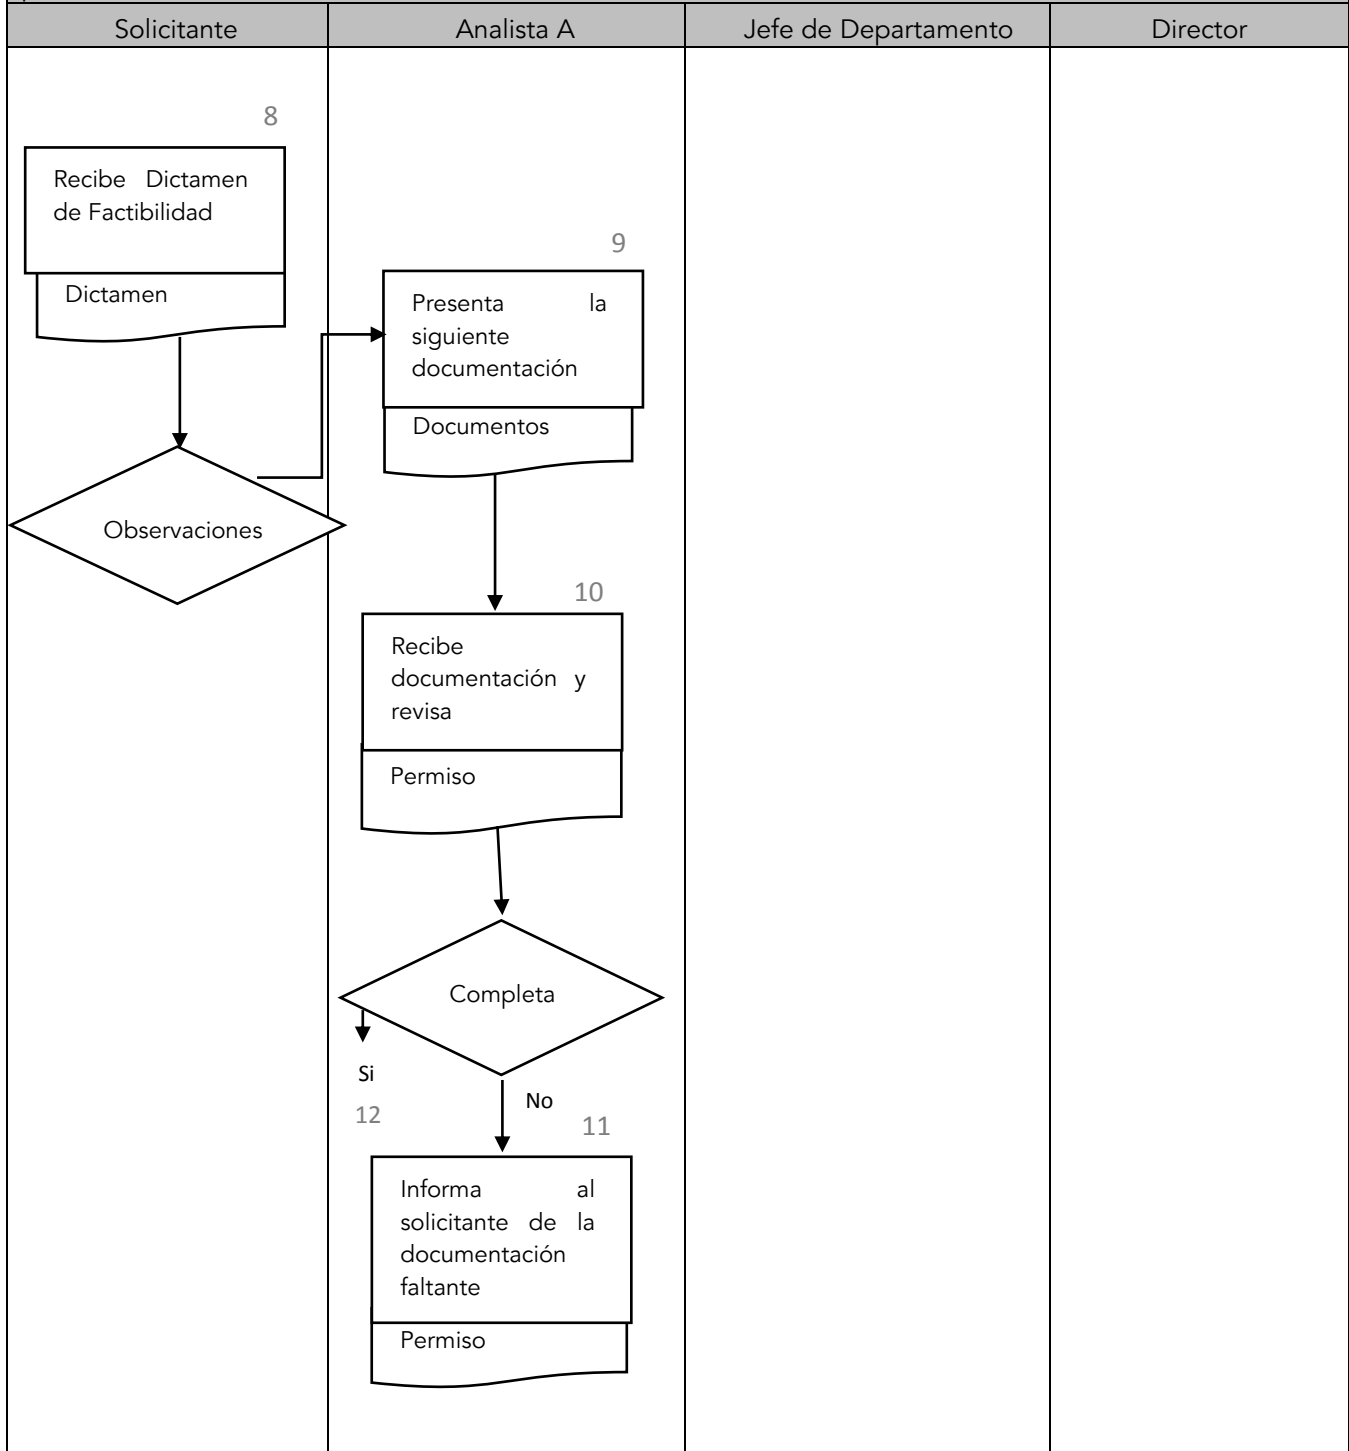 Solicitante
Analista A
Jefe de Departamento
Director
8
Recibe Dictamen
de Factibilidad
Dictamen
Observaciones
9
Presenta la
siguiente
documentación
Documentos
10
Recibe
documentación y
revisa
Permiso
Completa
Si
12
No
11
Informa al
solicitante de la
documentación
faltante
Permiso